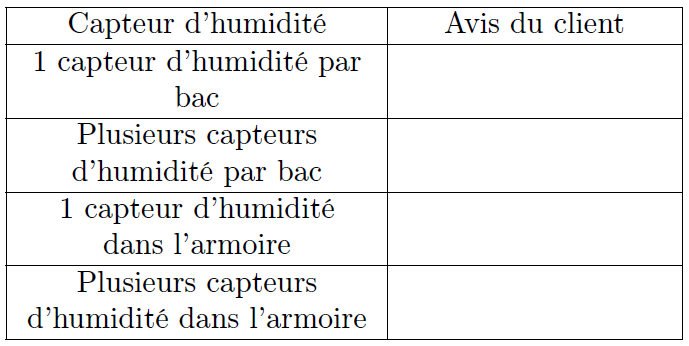 Capteur d'humidité
Avis du client
1 capteur d'humidité par
bac
Plusieurs capteurs
d'humidité par bac
1 capteur d'humidité
dans l'armoire
Plusieurs capteurs
d'humidité dans l'armoire